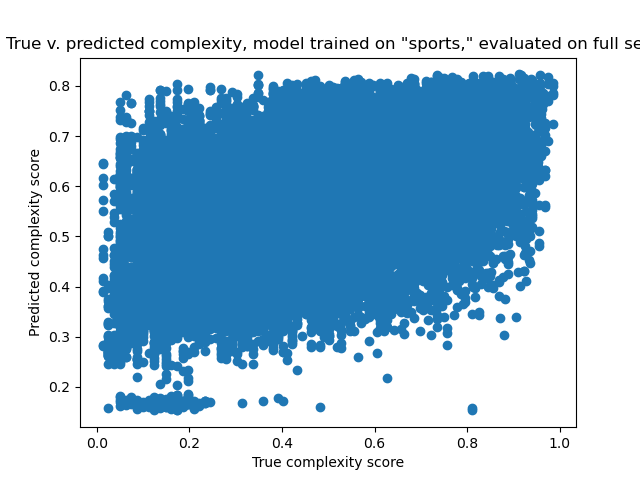 True v. predicted complexity, model trained on "sports," evaluated on full se
0.8
0.7
0.6
0.5
0.4
0.3
0.2
Predicted complexity score
0.0 0.2 0.4 0.6 0.8 1.0
True complexity score